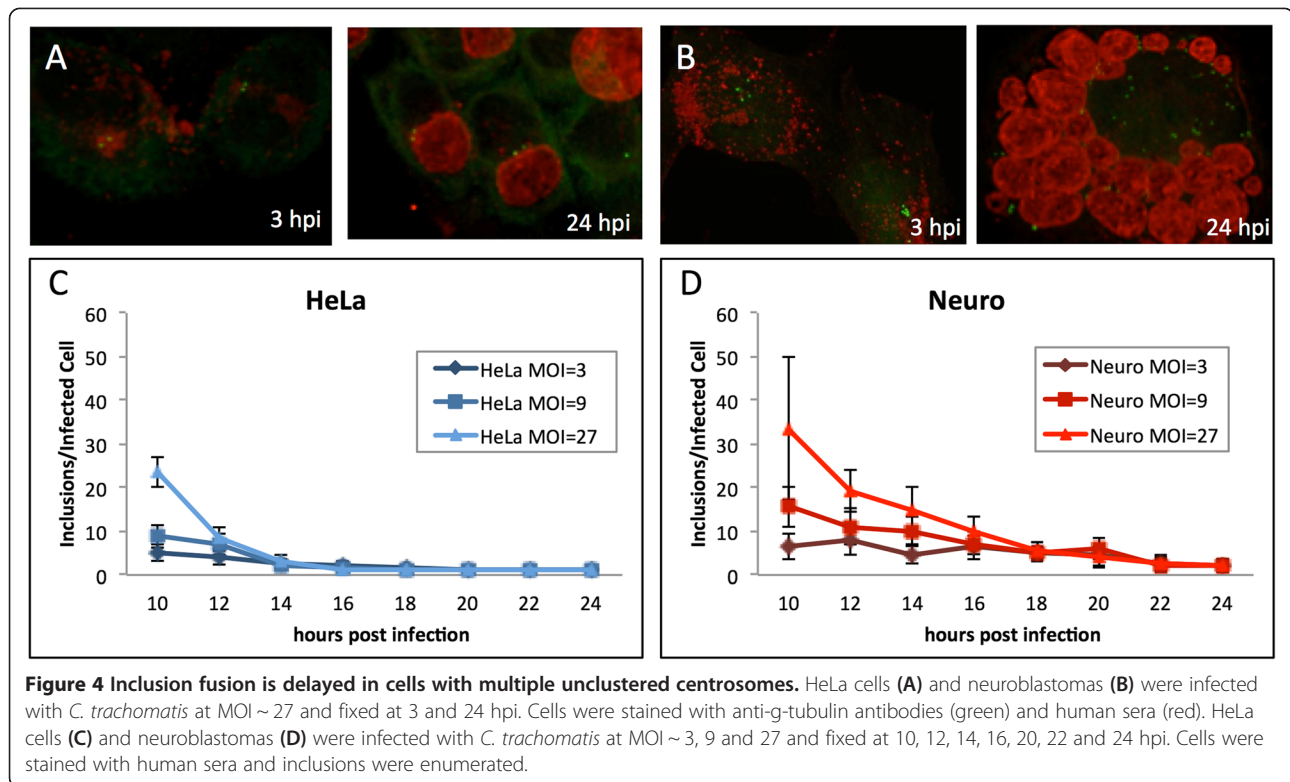 A
3 hpi
24 hpi
B
3 hpi
24 hpi
C
HeLa
Inclusions/Infected Cell
60
50
40
30
20
10
0
HeLa MOI=3
HeLa MOI=9
HeLa MOI=27
10 12 14 16 18 20 22 24
hours post infection
D
Neuro
Inclusions/Infected Cell
60
50
40
30
20
10
0
Neuro MOI=3
Neuro MOI=9
Neuro MOI=27
10 12 14 16 18 20 22 24
hours post infection
Figure 4 Inclusion fusion is delayed in cells with multiple unclustered centrosomes. HeLa cells (A) and neuroblastomas (B) were infected
with C. trachomatis at MOI ~ 27 and fixed at 3 and 24 hpi. Cells were stained with anti-g-tubulin antibodies (green) and human sera (red). HeLa
cells (C) and neuroblastomas (D) were infected with C. trachomatis at MOI ~ 3, 9 and 27 and fixed at 10, 12, 14, 16, 20, 22 and 24 hpi. Cells were
stained with human sera and inclusions were enumerated.